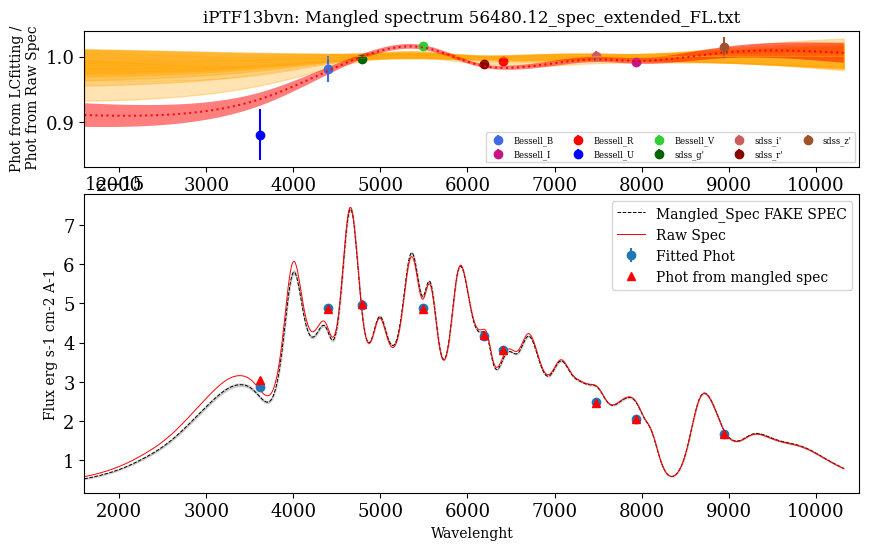 iPTF13bvn: Mangled spectrum 56480.12_spec_extended_FL.txt
Phot from LCfitting /
Phot from Raw Spec
1.0
0.9
Bessell_B
Bessell_R
Bessell_V
sdss_i'
sdss_z'
Bessell_I
Bessell_U
sdss_g'
sdss_r'
2000 3000 4000 5000 6000 7000 8000 9000 10000
1e-15
Flux erg s-1 cm-2 A-1
7
6
5
4
3
2
1
Mangled_Spec FAKE SPEC
Raw Spec
Fitted Phot
Phot from mangled spec
2000 3000 4000 5000 6000 7000 8000 9000 10000
Wavelenght